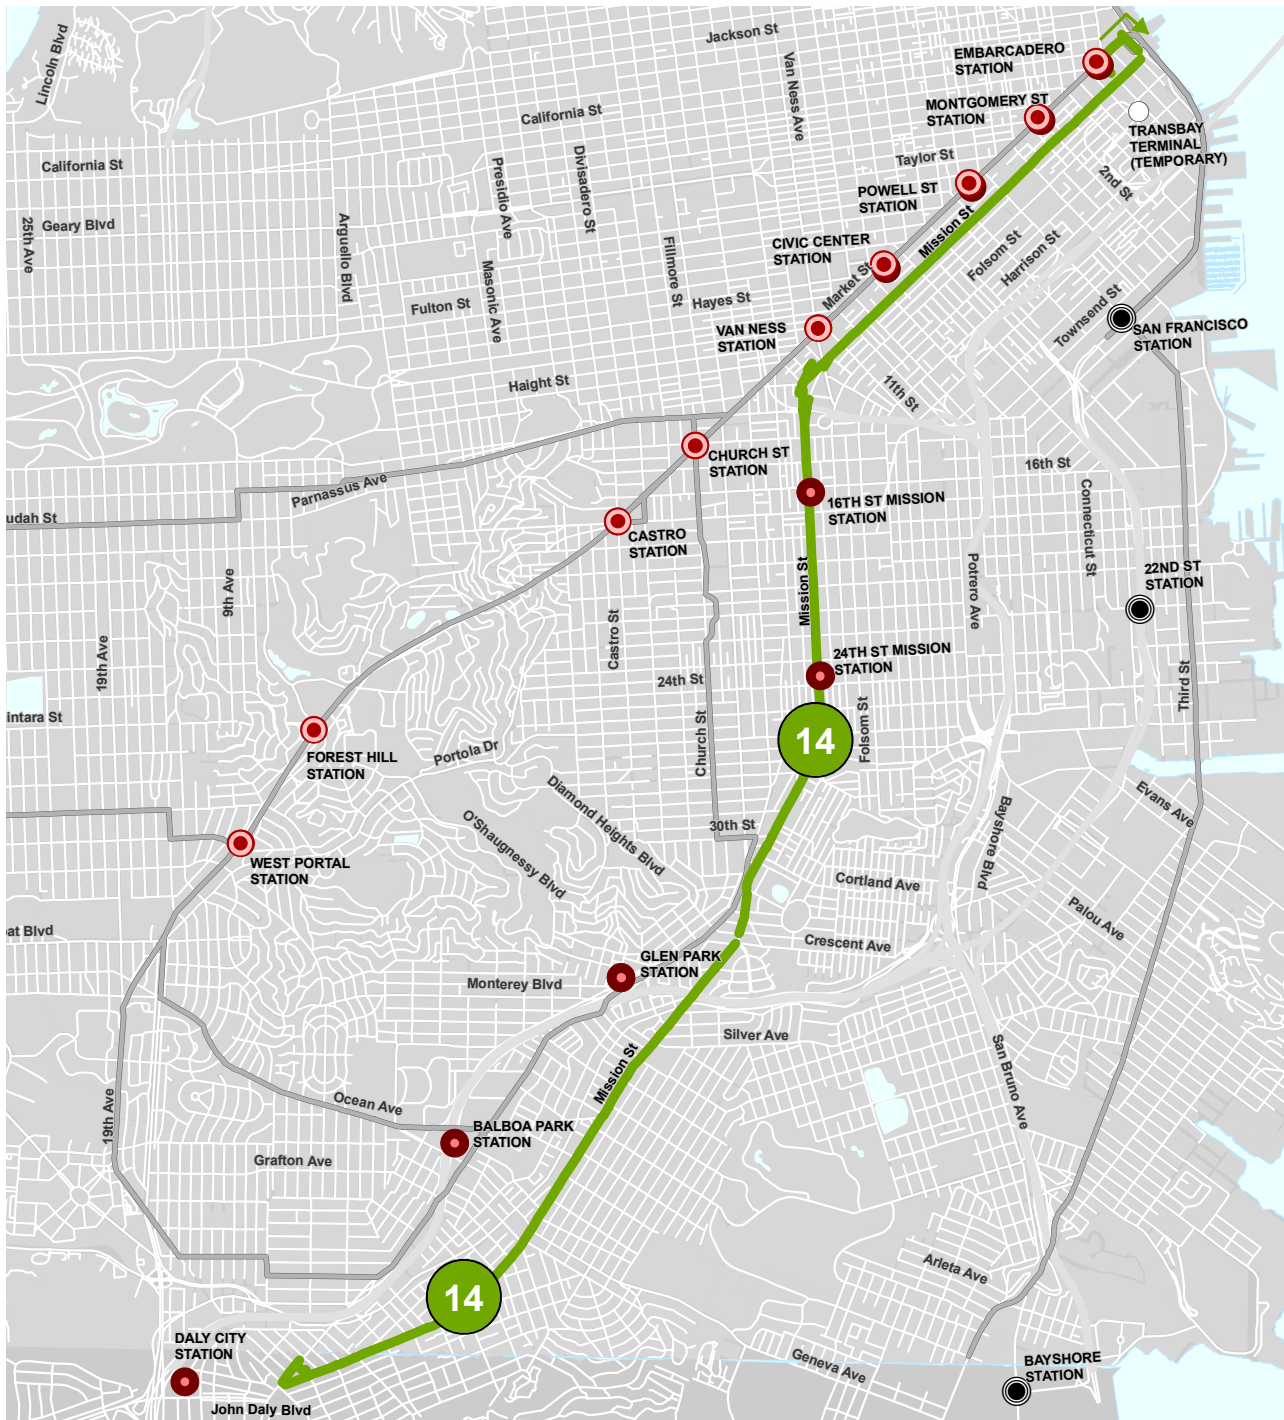 Lincoln Blvd
Jackson St
Van Ness Ave
EMBARCADERO
STATION
California St
MONTGOMERY ST
STATION
TRANSBAY
TERMINAL
(TEMPORARY)
California St
Presidio Ave
Divisadero St
Taylor St
2nd St
POWELL ST
STATION
25th Ave
Geary Blvd
Arguello Blvd
Masonic Ave
Fillmore St
CIVIC CENTER
STATION
Mission St
Folsom St
Harrison St
Fulton St
Hayes St
Market St
Townsend St
VAN NESS
STATION
SAN FRANCISCO
STATION
Haight St
11th St
CHURCH ST
STATION
16th St
Parnassus Ave
16TH ST MISSION
STATION
Connecticut St
udah St
CASTRO
STATION
9th Ave
Mission St
Potrero Ave
22ND ST
STATION
19th Ave
Castro St
24TH ST MISSION
STATION
24th St
Third St
intara St
Church St
14
Folsom St
FOREST HILL
STATION
Portola Dr
Diamond Heights Blvd
Evans Ave
O'Shaugnessy Blvd
30th St
Bayshore Blvd
WEST PORTAL
STATION
Cortland Ave
Palou Ave
at Blvd
Crescent Ave
GLEN PARK
STATION
Monterey Blvd
Silver Ave
Mission St
San Bruno Ave
19th Ave
Ocean Ave
BALBOA PARK
STATION
Grafton Ave
Arleta Ave
14
DALY CITY
STATION
Geneva Ave
BAYSHORE
STATION
John Daly Blvd